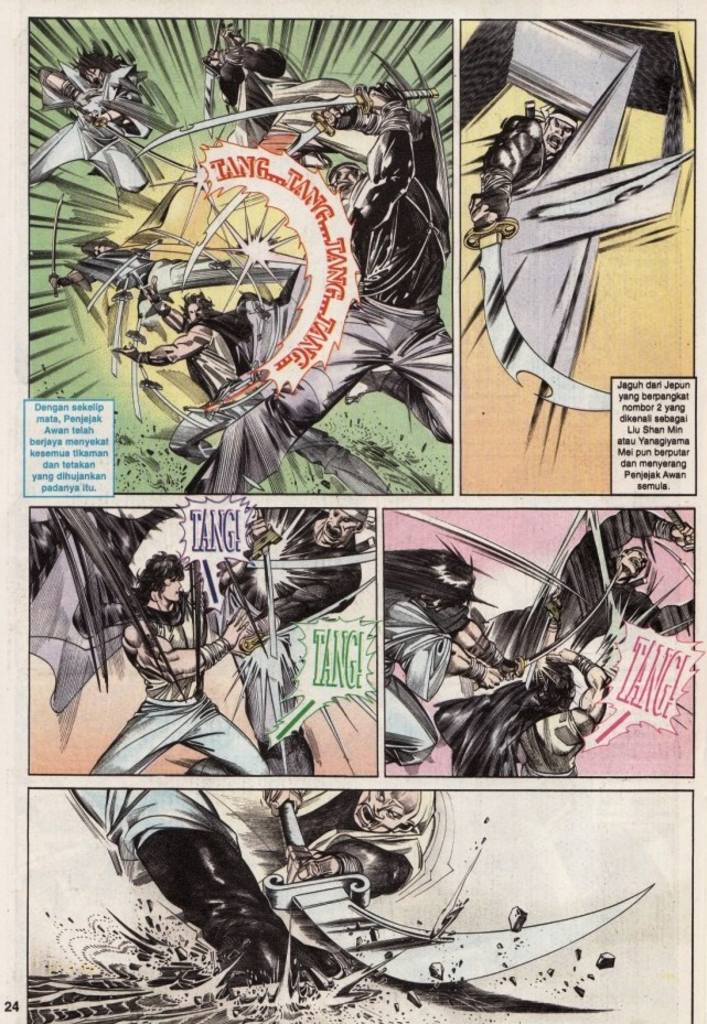 TANG...TANG...TANG...TANG...
Dengan sekelip
mata, Penjejak
Awan telah
berjaya menyekat
kesemua tikaman
dan tetakan
yang dihujankan
padanya itu.
Jaguh dari Jepun
yang berpangkat
nombor 2 yang
dikenali sebagai
Liu Shan Min
atau Yanagiyama
Mei pun berputar
dan menyerang
Penjejak Awan
semula.
TANG!
TANG!
TANG!
24